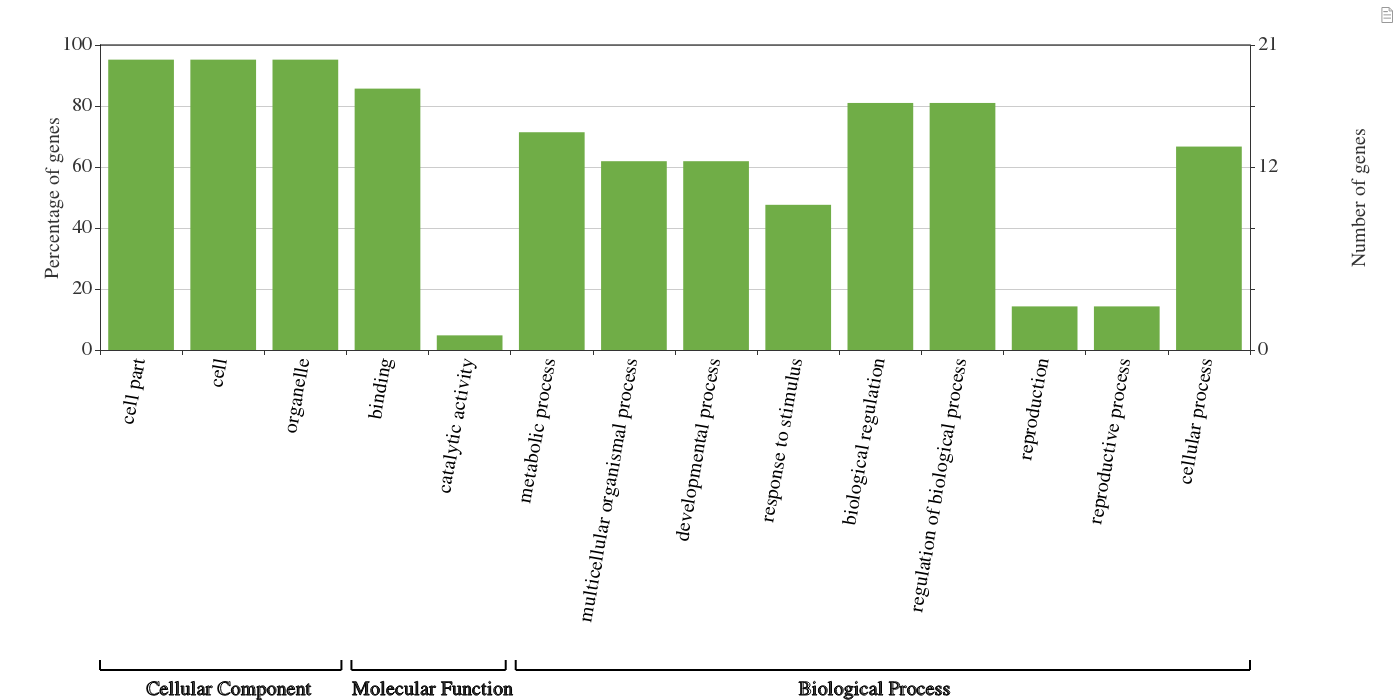 Percentage of genes
100
80
60
40
20
0
21
12
0
Number of genes
cell part
cell
organelle
binding
catalytic activity
metabolic process
multicellular organismal process
developmental process
response to stimulus
biological regulation
regulation of biological process
reproduction
reproductive process
cellular process
Cellular Component
Molecular Function
Biological Process